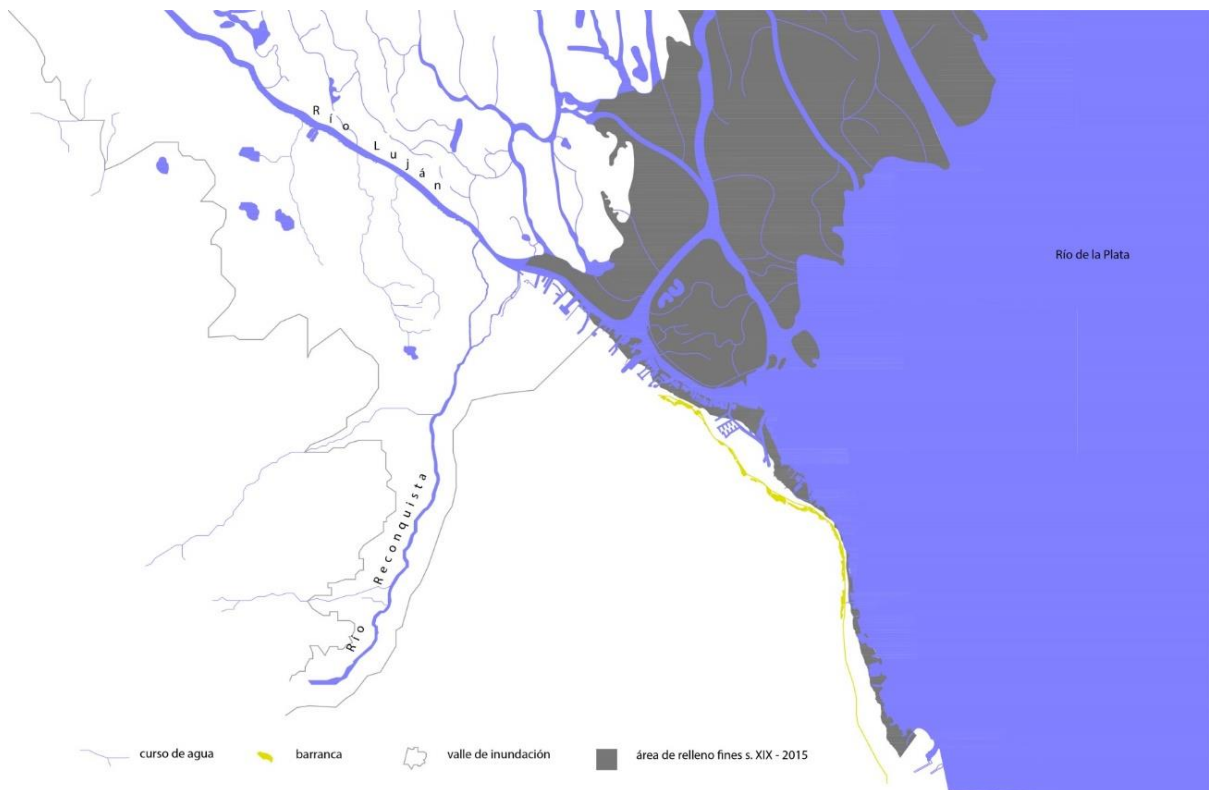 Río Luján
Río de la Plata
Río Reconquista
curso de agua
barranca
valle de inundación
área de relleno fines s. XIX - 2015